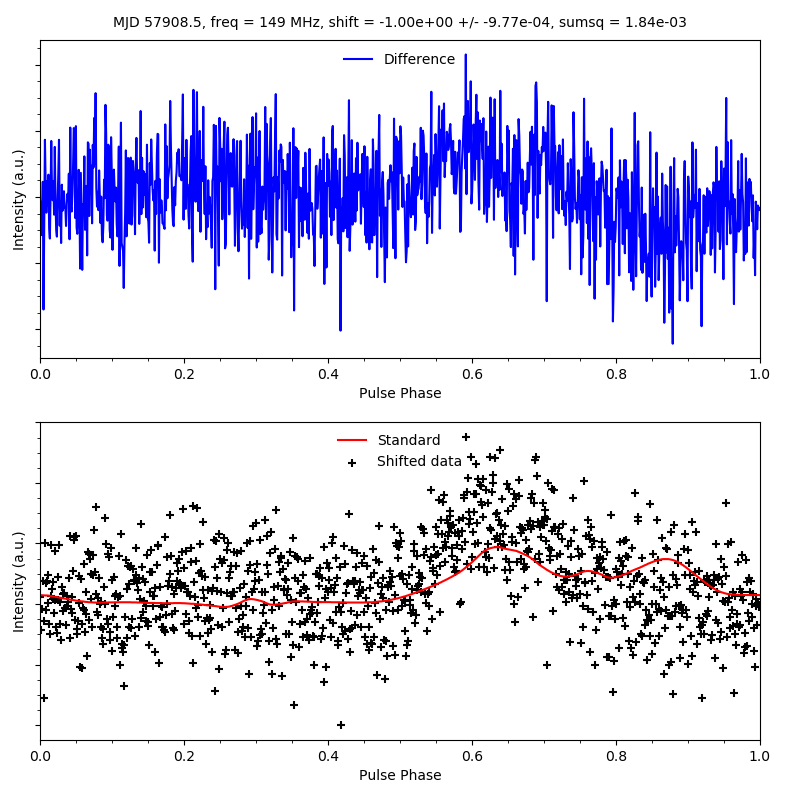 MJD 57908.5, freq = 149 MHz, shift = -1.00e+00 +/- -9.77e-04, sumsq = 1.84e-03
Difference
Intensity (a.u.)
0.0 0.2 0.4 0.6 0.8 1.0
Pulse Phase
Standard
Shifted data
Intensity (a.u.)
0.0 0.2 0.4 0.6 0.8 1.0
Pulse Phase